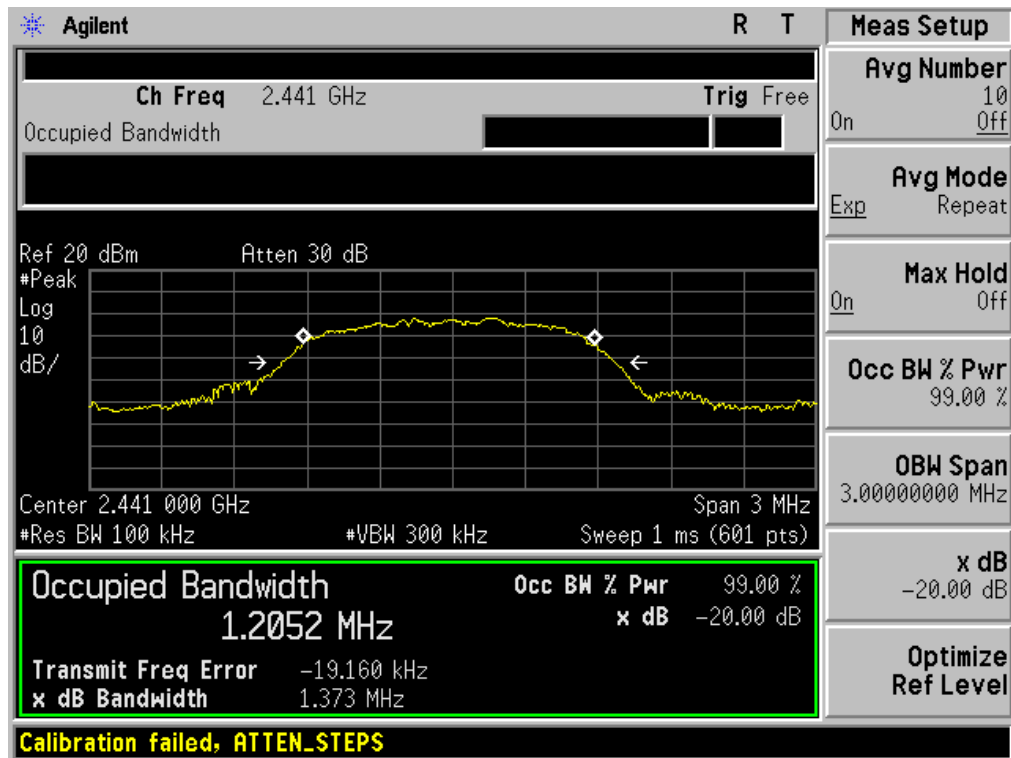 Agilent R T
Ch Freq 2.441 GHz Trig Free
Occupied Bandwidth
Ref 20 dBm Atten 30 dB
#Peak
Log
10
dB/
Center 2.441 000 GHz Span 3 MHz
#Res BW 100 kHz #VBW 300 kHz Sweep 1 ms (601 pts)
Occupied Bandwidth
1.2052 MHz
Occ BW % Pwr 99.00 %
x dB -20.00 dB
Transmit Freq Error -19.160 kHz
x dB Bandwidth 1.373 MHz
Calibration failed, ATTEN_STEPS
Meas Setup
Avg Number
10
On Off
Avg Mode
Exp Repeat
Max Hold
On Off
Occ BW % Pwr
99.00 %
OBW Span
3.00000000 MHz
x dB
-20.00 dB
Optimize
Ref Level